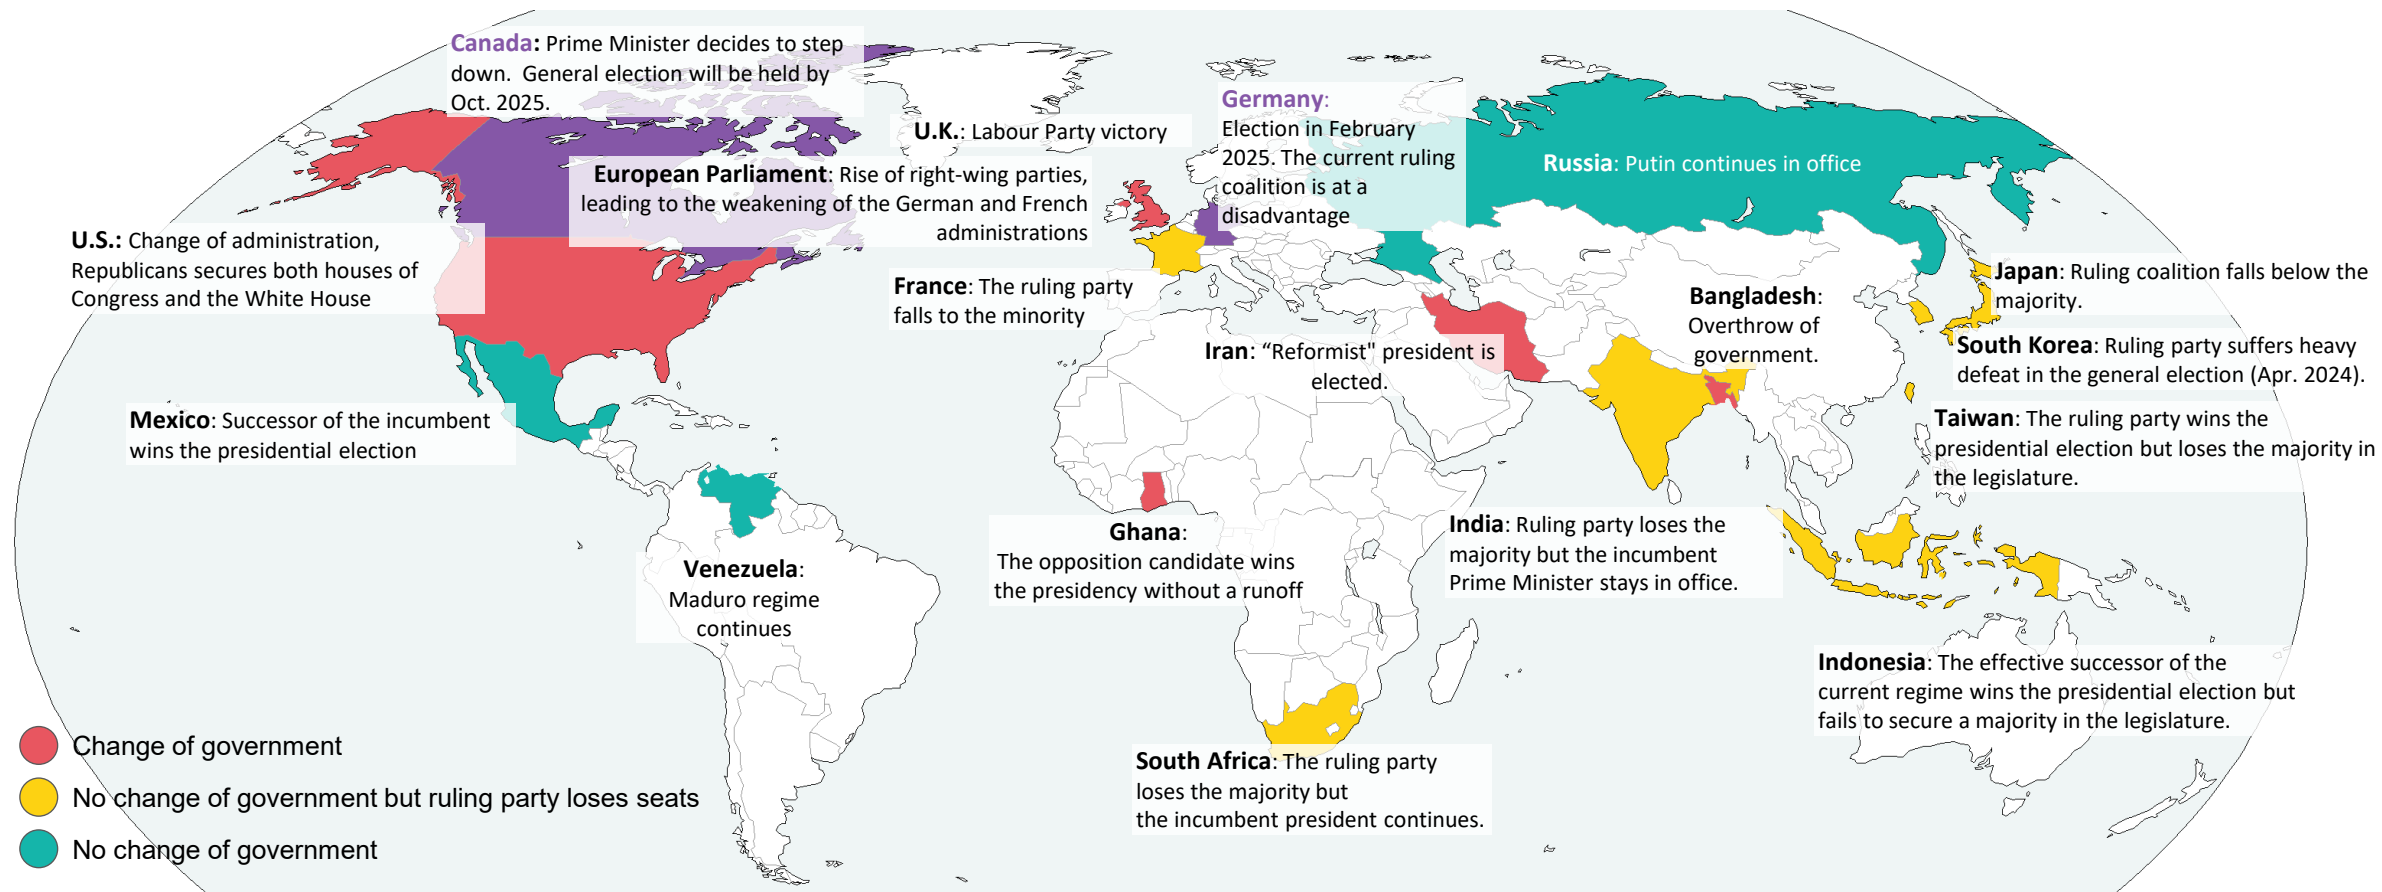 Canada: Prime Minister decides to step
down.  General election will be held by
Oct. 2025.
U.K.: Labour Party victory
European Parliament: Rise of right-wing parties,
leading to the weakening of the German and French
administrations
Germany:
Election in February
2025. The current ruling
coalition is at a
disadvantage
Russia: Putin continues in office
U.S.: Change of administration,
Republicans secures both houses of
Congress and the White House
France: The ruling party
falls to the minority
Iran: “Reformist" president is
elected.
Bangladesh:
Overthrow of
government.
Japan: Ruling coalition falls below the
majority.
South Korea: Ruling party suffers heavy
defeat in the general election (Apr. 2024).
Taiwan: The ruling party wins the
presidential election but loses the majority in
the legislature.
Mexico: Successor of the incumbent
wins the presidential election
Venezuela:
Maduro regime
continues
Ghana:
The opposition candidate wins
the presidency without a runoff
India: Ruling party loses the
majority but the incumbent
Prime Minister stays in office.
Indonesia: The effective successor of the
current regime wins the presidential election but
fails to secure a majority in the legislature.
South Africa: The ruling party
loses the majority but
the incumbent president continues.
Change of government
No change of government but ruling party loses seats
No change of government